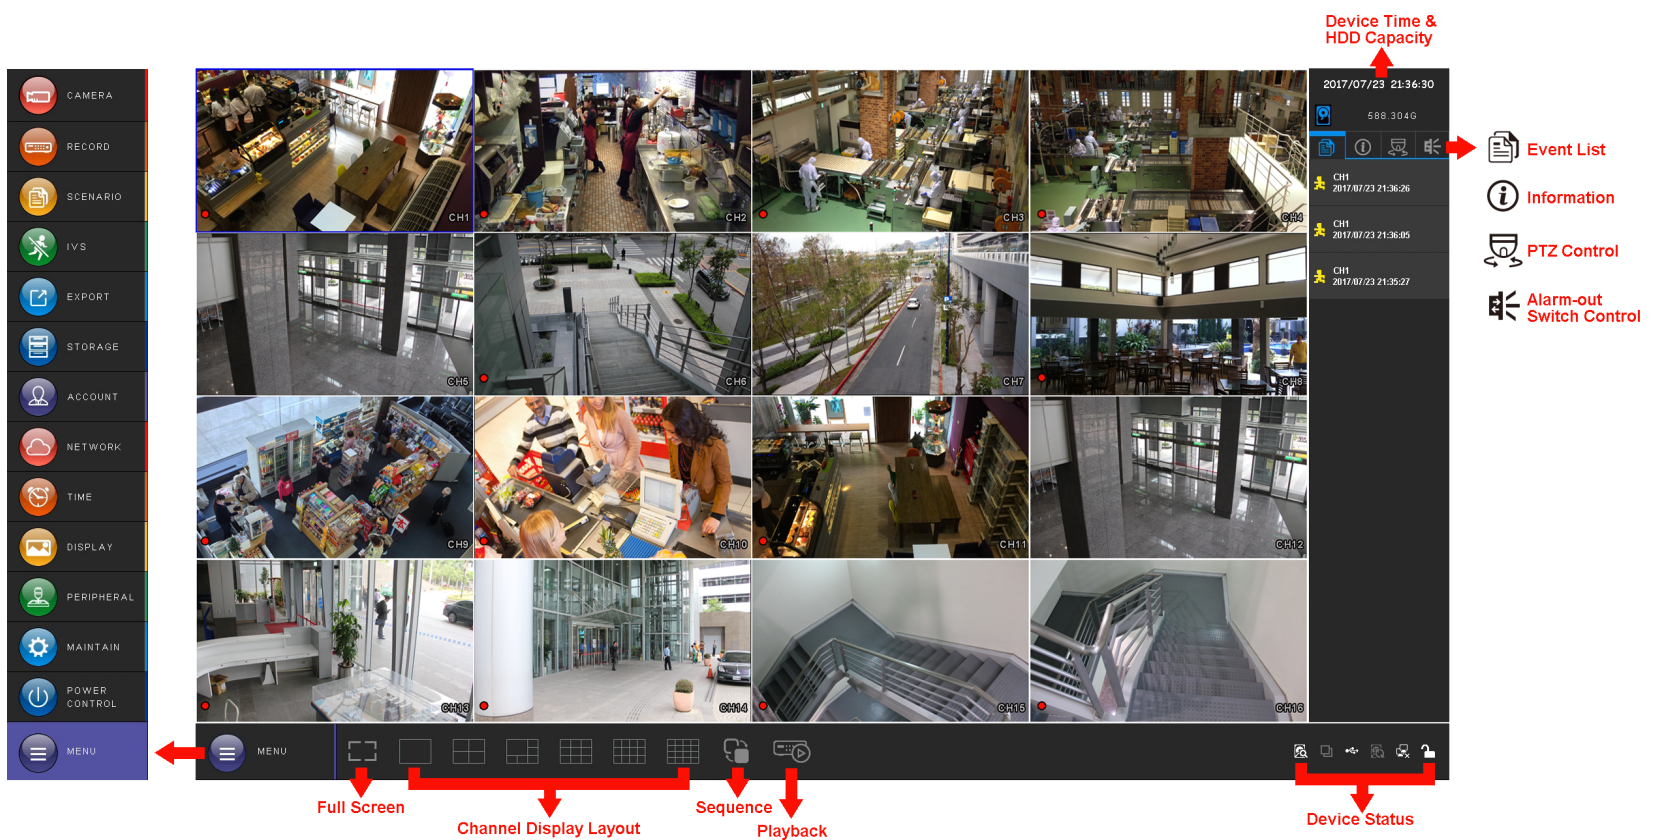 Device Time &
HDD Capacity
CAMERA
RECORD
SCENARIO
IVS
EXPORT
STORAGE
ACCOUNT
NETWORK
TIME
DISPLAY
PERIPHERAL
MAINTAIN
POWER
CONTROL
MENU
CH1
CH2
CH3
CH4
CH5
CH6
CH7
CH8
CH9
CH10
CH11
CH12
CH13
CH14
CH15
CH16
2017/07/23 21:36:30
588.304G
CH1
2017/07/23 21:36:26
CH1
2017/07/23 21:36:05
CH1
2017/07/23 21:35:27
Event List
Information
PTZ Control
Alarm-out
Switch Control
MENU
Full Screen
Channel Display Layout
Sequence
Playback
Device Status